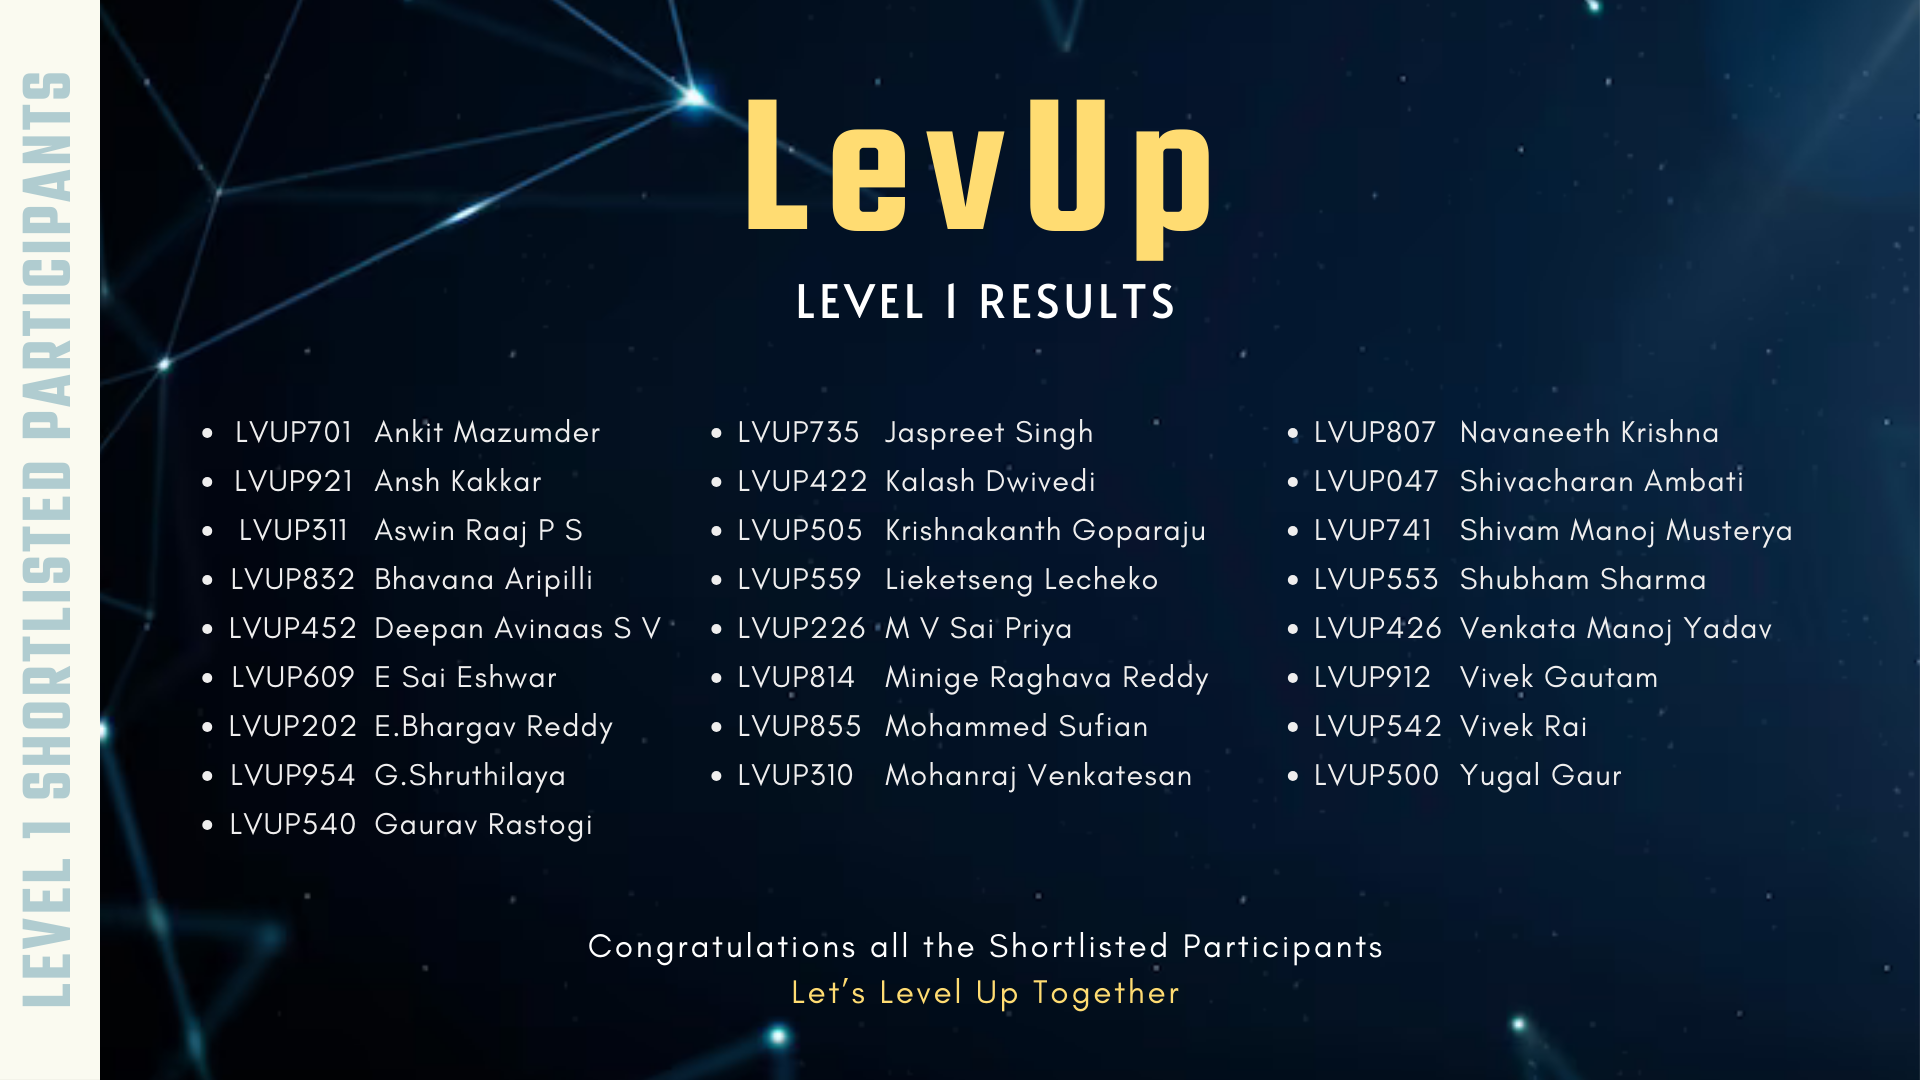 LEVEL 1 SHORTLISTED PARTICIPANTS
LevUp
LEVEL 1 RESULTS
• LVUP701 Ankit Mazumder
• LVUP921 Ansh Kakkar
• LVUP311 Aswin Raaj P S
• LVUP832 Bhavana Aripilli
• LVUP452 Deepan Avinaas S V
• LVUP609 E Sai Eshwar
• LVUP202 E.Bhargav Reddy
• LVUP954 G.Shruthilaya
• LVUP540 Gaurav Rastogi
• LVUP735 Jaspreet Singh
• LVUP422 Kalash Dwivedi
• LVUP505 Krishnakanth Goparaju
• LVUP559 Lieketseng Lecheko
• LVUP226 M V Sai Priya
• LVUP814 Minige Raghava Reddy
• LVUP855 Mohammed Sufian
• LVUP310 Mohanraj Venkatesan
• LVUP807 Navaneeth Krishna
• LVUP047 Shivacharan Ambati
• LVUP741 Shivam Manoj Musterya
• LVUP553 Shubham Sharma
• LVUP426 Venkata Manoj Yadav
• LVUP912 Vivek Gautam
• LVUP542 Vivek Rai
• LVUP500 Yugal Gaur
Congratulations all the Shortlisted Participants
Let's Level Up Together